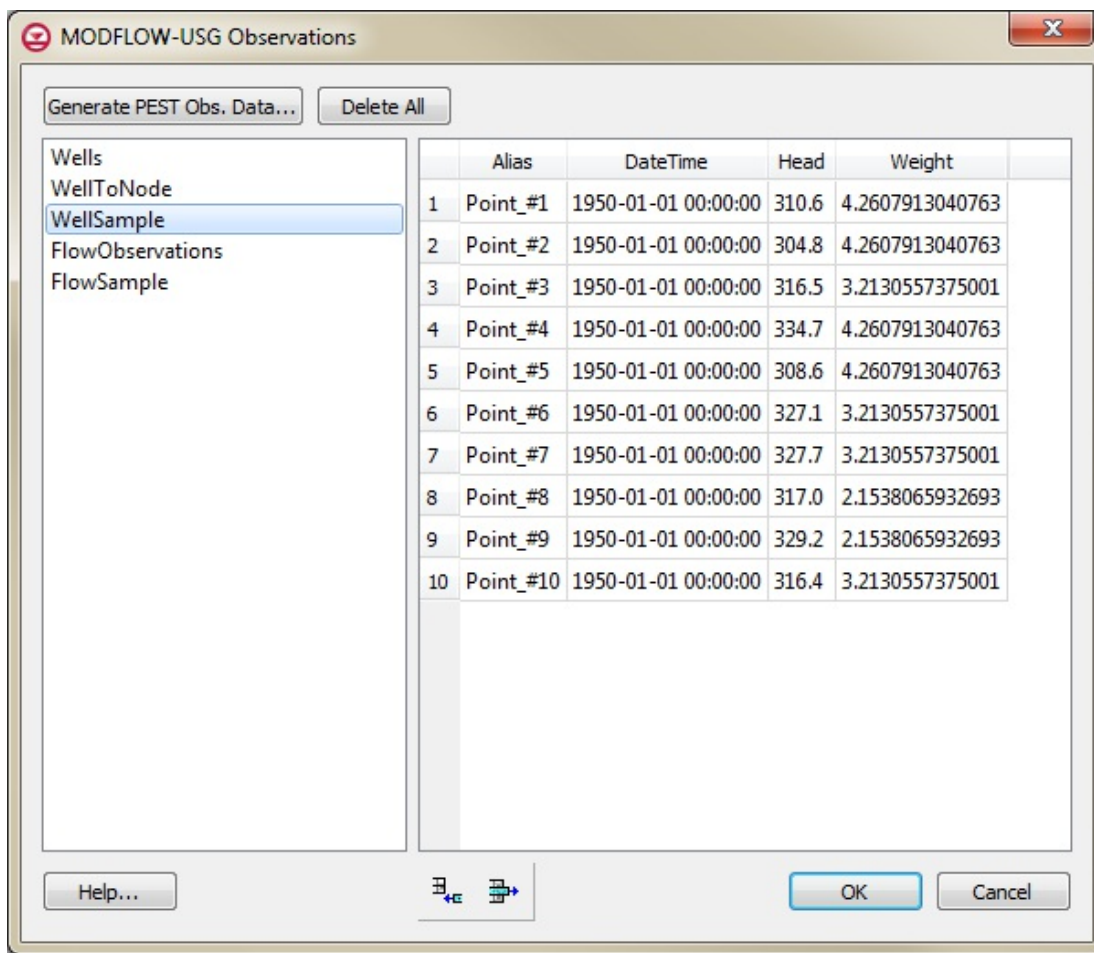 MODFLOW-USG Observations
Generate PEST Obs. Data... Delete All
Wells
WellToNode
WellSample
FlowObservations
FlowSample
Alias DateTime Head Weight
1 Point_#1 1950-01-01 00:00:00 310.6 4.2607913040763
2 Point_#2 1950-01-01 00:00:00 304.8 4.2607913040763
3 Point_#3 1950-01-01 00:00:00 316.5 3.2130557375001
4 Point_#4 1950-01-01 00:00:00 334.7 4.2607913040763
5 Point_#5 1950-01-01 00:00:00 308.6 4.2607913040763
6 Point_#6 1950-01-01 00:00:00 327.1 3.2130557375001
7 Point_#7 1950-01-01 00:00:00 327.7 3.2130557375001
8 Point_#8 1950-01-01 00:00:00 317.0 2.1538065932693
9 Point_#9 1950-01-01 00:00:00 329.2 2.1538065932693
10 Point_#10 1950-01-01 00:00:00 316.4 3.2130557375001
Help... OK Cancel